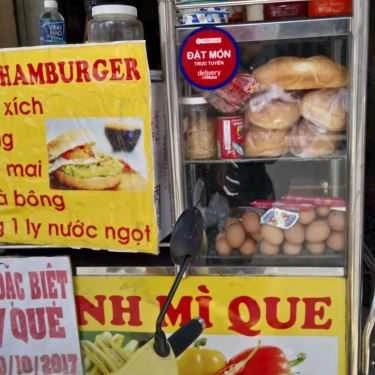 HAMBURGER
xích
mai
à bông
1 ly nước ngọt
ĐẶT MÓN
TRỰC TUYẾN
delivery
ĐẶC BIỆT
QUE
/10/2017
NH MÌ QUE